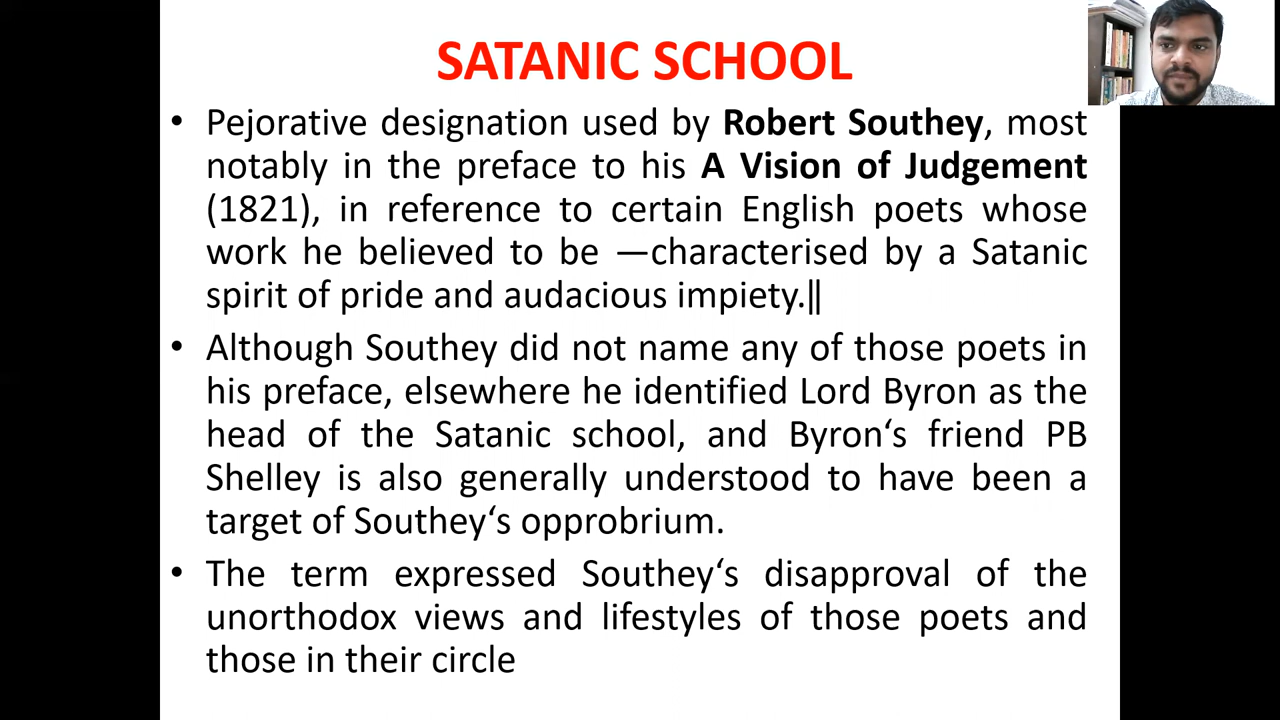 SATANIC SCHOOL
• Pejorative designation used by Robert Southey, most
notably in the preface to his A Vision of Judgement
(1821), in reference to certain English poets whose
work he believed to be ―characterised by a Satanic
spirit of pride and audacious impiety.‖
• Although Southey did not name any of those poets in
his preface, elsewhere he identified Lord Byron as the
head of the Satanic school, and Byron‘s friend PB
Shelley is also generally understood to have been a
target of Southey‘s opprobrium.
• The term expressed Southey‘s disapproval of the
unorthodox views and lifestyles of those poets and
those in their circle